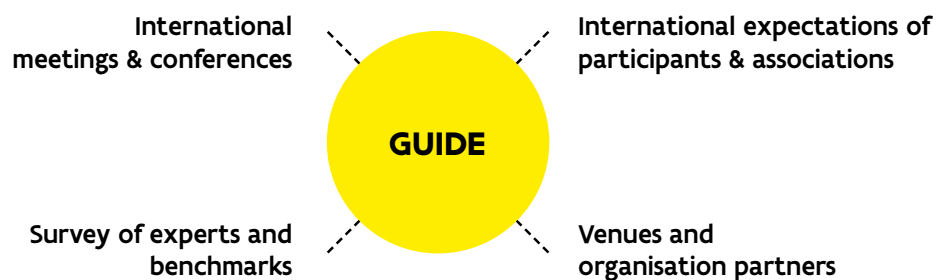 International
meetings & conferences
International expectations of
participants & associations
GUIDE
Survey of experts and
benchmarks
Venues and
organisation partners